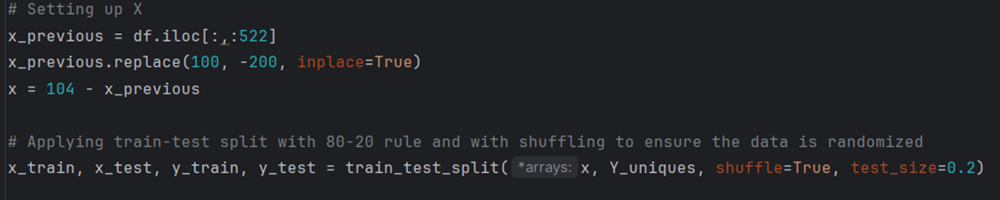 # Setting up X
x_previous = df.iloc[:,:522]
x_previous.replace(100, -200, inplace=True)
x = 104 - x_previous
# Applying train-test split with 80-20 rule and with shuffling to ensure the data is randomized
x_train, x_test, y_train, y_test = train_test_split( *arrays: x, Y_uniques, shuffle=True, test_size=0.2)